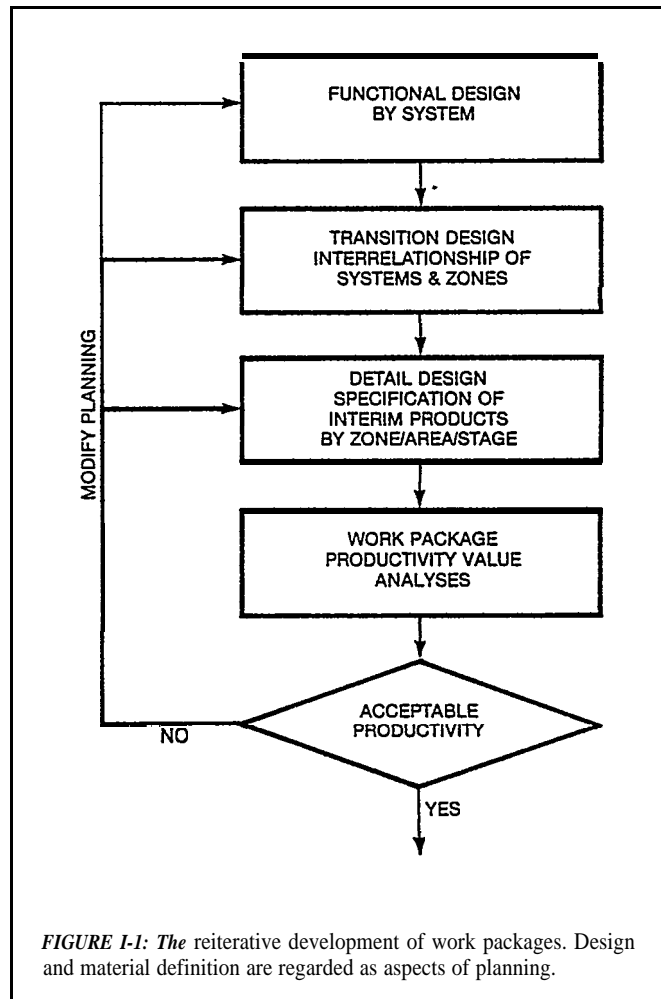 FUNCTIONAL DESIGN
BY SYSTEM
TRANSITION DESIGN
INTERRELATIONSHIP OF
SYSTEMS & ZONES
DETAIL DESIGN
SPECIFICATION OF
INTERIM PRODUCTS
BY ZONE/AREA/STAGE
MODIFY PLANNING
WORK PACKAGE
PRODUCTIVITY VALUE
ANALYSES
ACCEPTABLE
PRODUCTIVITY
NO
YES
FIGURE I-1: The reiterative development of work packages. Design
and material definition are regarded as aspects of planning.